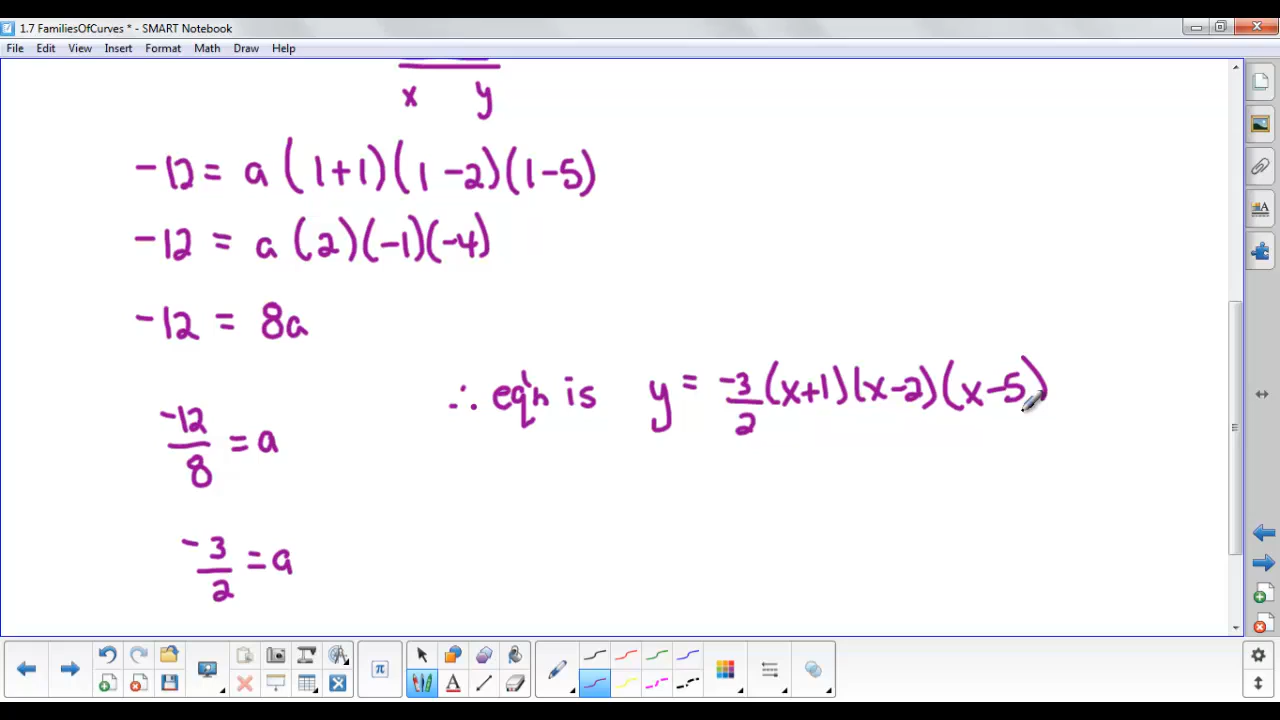 1.7 FamiliesOfCurves * - SMART Notebook
File Edit View Insert Format Math Draw Help
x y
-12 = a (1+1)(1-2)(1-5)
-12 = a (2)(-1)(-4)
-12 = 8a
∴ eq'n is y = -3/2 (x+1)(x-2)(x-5)
-12/8 = a
-3/2 = a
π
A